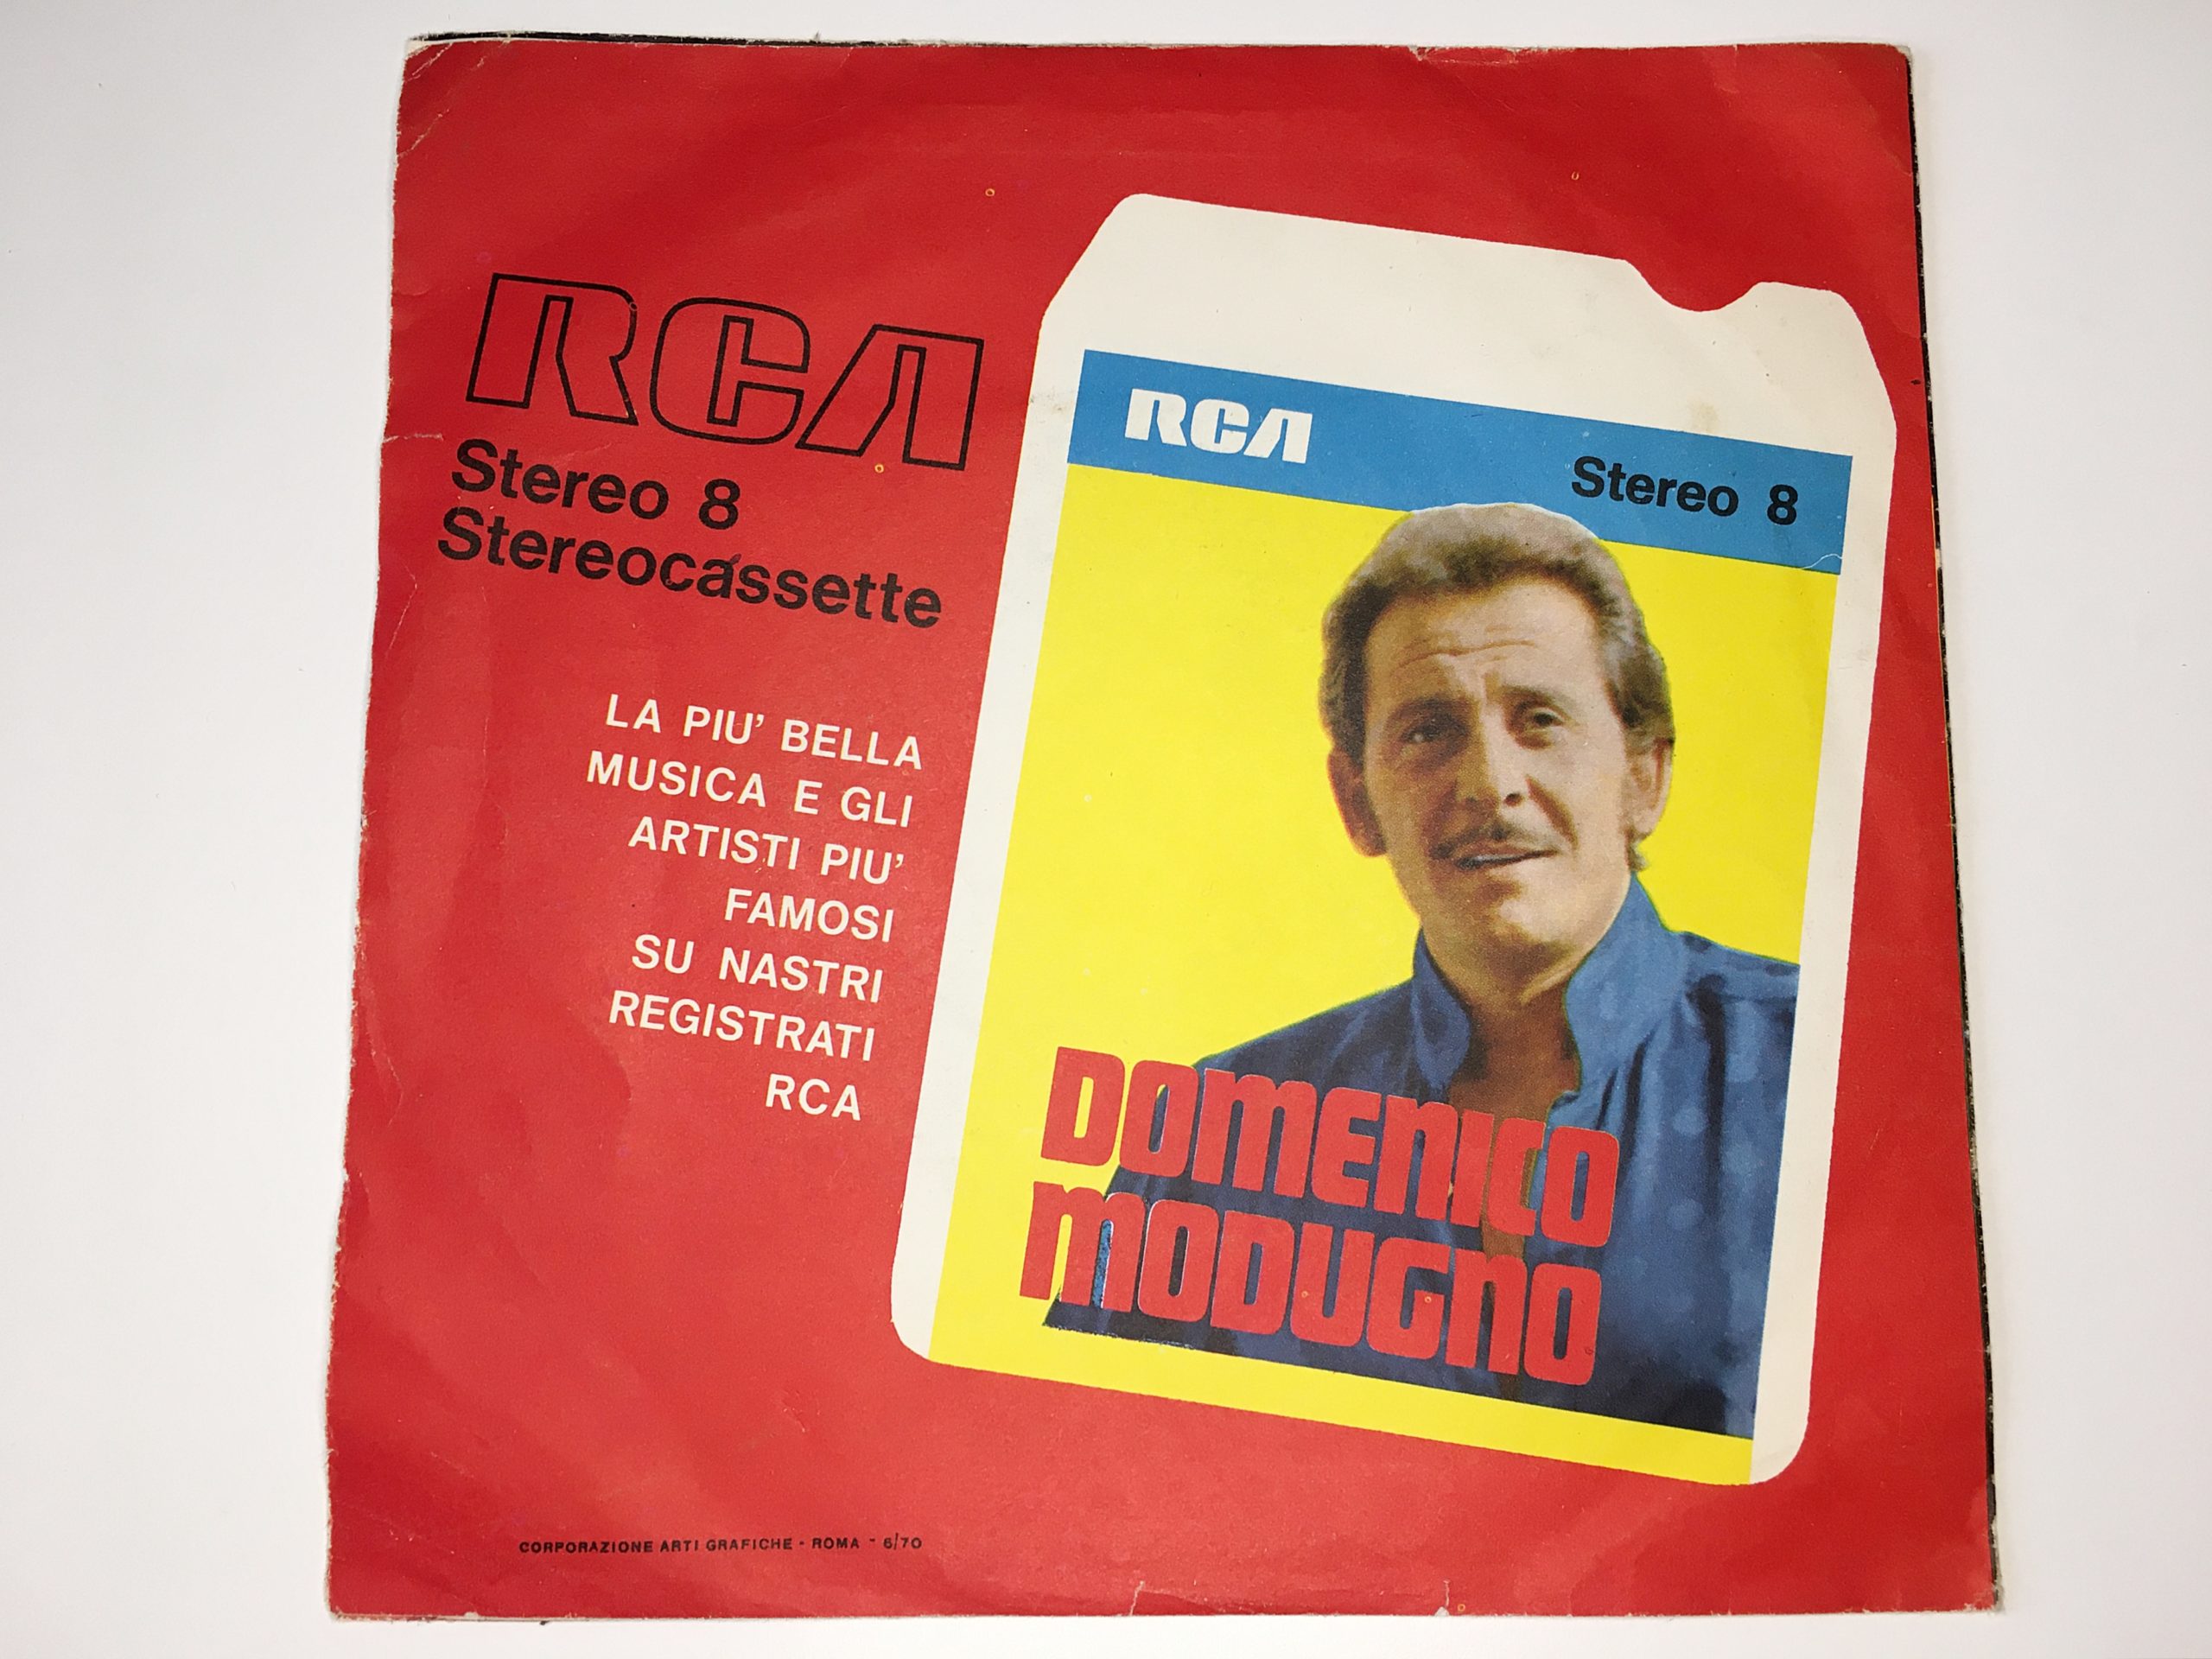 RCA
Stereo 8
Stereocassette
LA PIU' BELLA
MUSICA E GLI
ARTISTI PIU'
FAMOSI
SU NASTRI
REGISTRATI
RCA
RCA
Stereo 8
DOMENICO
MODUGNO
CORPORAZIONE ARTI GRAFICHE - ROMA - 6/70